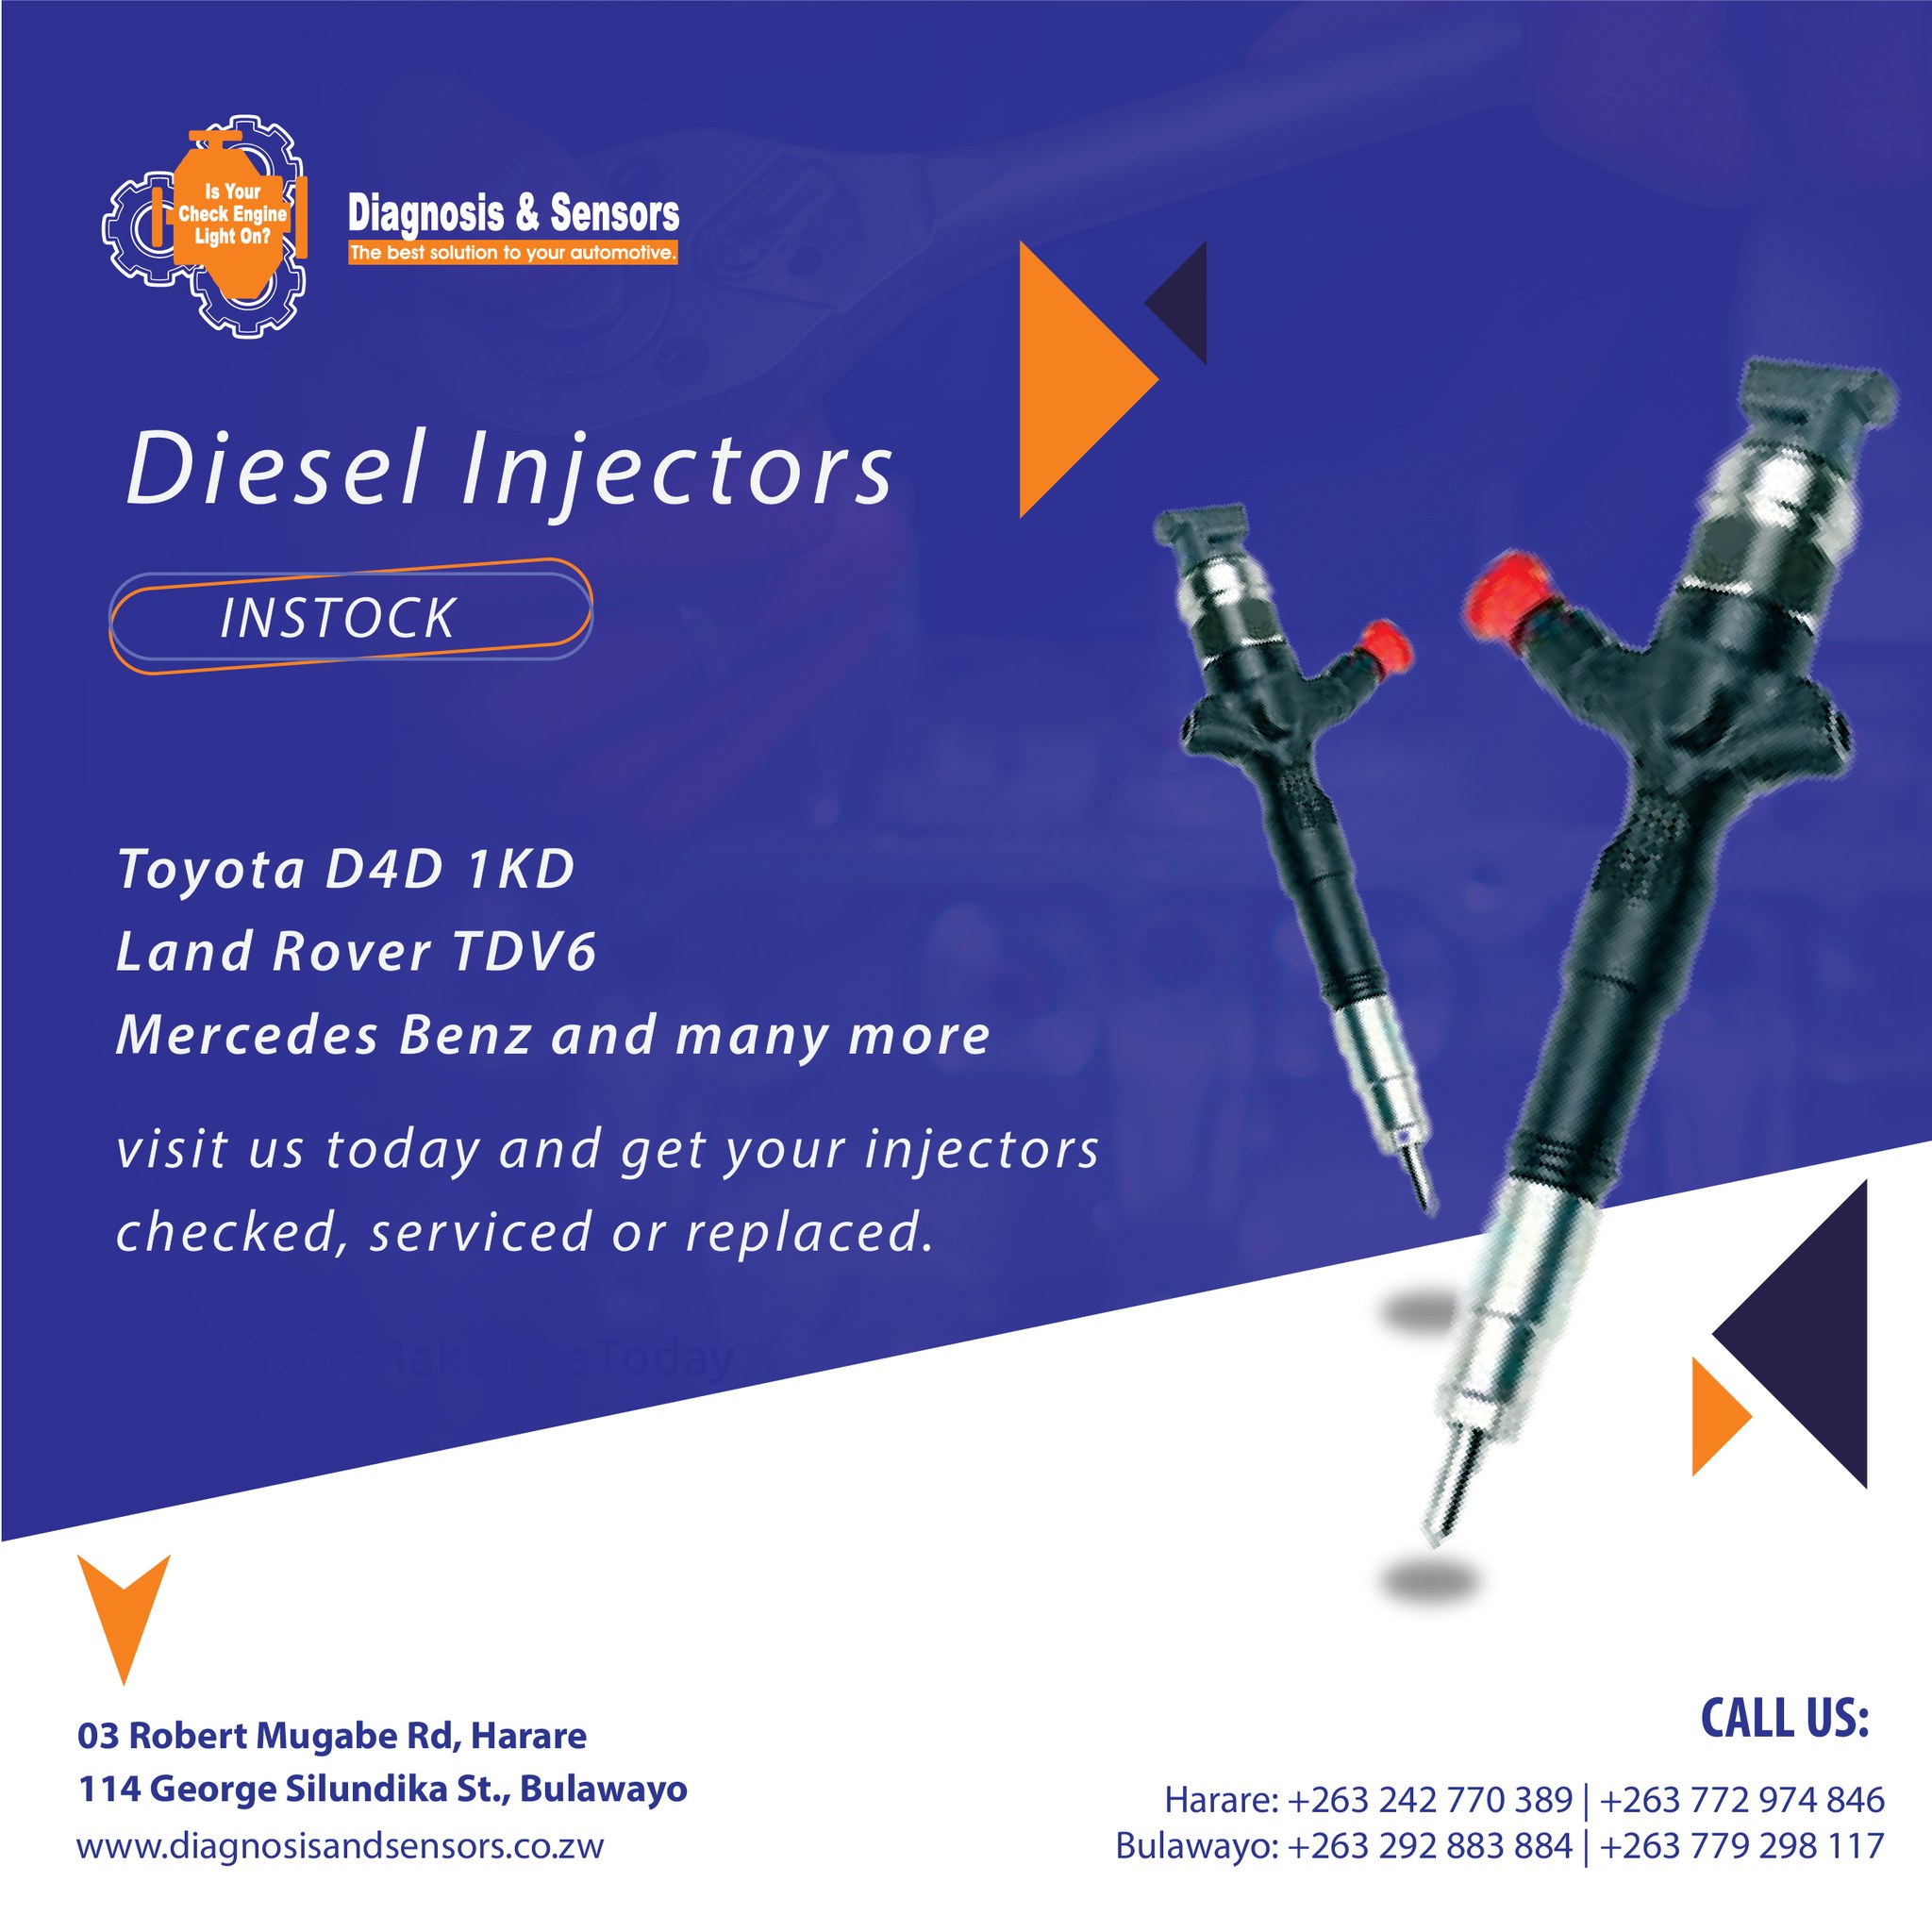 Is Your
Check Engine
Light On?
Diagnosis & Sensors
The best solution to your automotive.
Diesel Injectors
INSTOCK
Toyota D4D 1KD
Land Rover TDV6
Mercedes Benz and many more
visit us today and get your injectors
checked, serviced or replaced.
urMakanikaToday
03 Robert Mugabe Rd, Harare
114 George Silundika St., Bulawayo
www.diagnosisandsensors.co.zw
CALL US:
Harare: +263 242 770 389 | +263 772 974 846
Bulawayo: +263 292 883 884 | +263 779 298 117